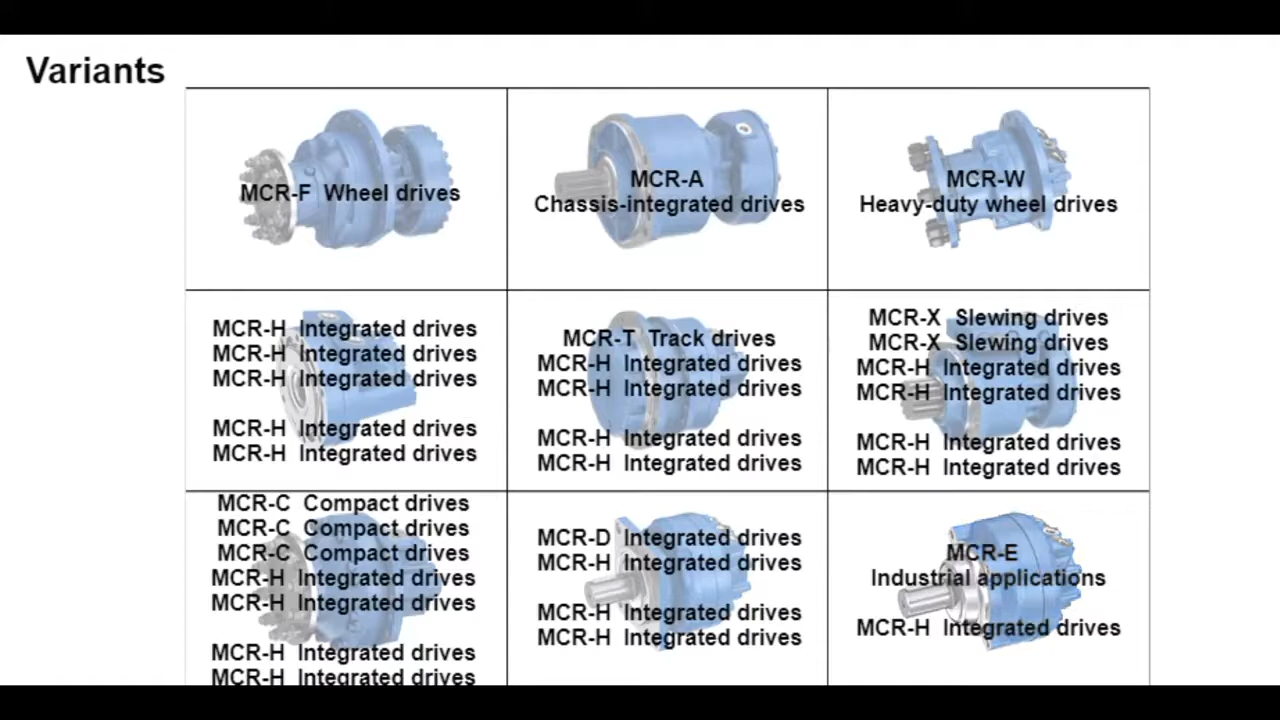 Variants
MCR-F Wheel drives
MCR-A
Chassis-integrated drives
MCR-W
Heavy-duty wheel drives
MCR-H Integrated drives
MCR-H Integrated drives
MCR-H Integrated drives
MCR-H Integrated drives
MCR-H Integrated drives
MCR-T Track drives
MCR-H Integrated drives
MCR-H Integrated drives
MCR-H Integrated drives
MCR-H Integrated drives
MCR-X Slewing drives
MCR-X Slewing drives
MCR-H Integrated drives
MCR-H Integrated drives
MCR-H Integrated drives
MCR-H Integrated drives
MCR-C Compact drives
MCR-C Compact drives
MCR-C Compact drives
MCR-H Integrated drives
MCR-H Integrated drives
MCR-H Integrated drives
MCR-H Integrated drives
MCR-D Integrated drives
MCR-H Integrated drives
MCR-H Integrated drives
MCR-H Integrated drives
MCR-E
Industrial applications
MCR-H Integrated drives